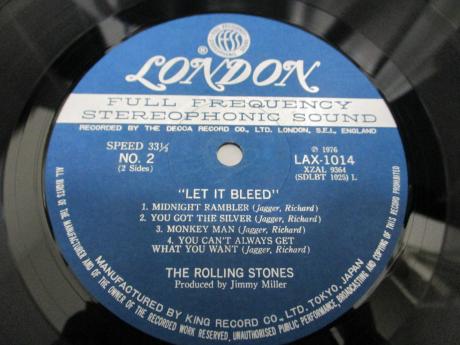 ®
LONDON
FULL FREQUENCY
STEREOPHONIC SOUND
RECORDED BY THE DECCA RECORD CO., LTD. LONDON, S.E.I., ENGLAND
SPEED 33⅓
NO. 2
(2 Sides)
℗ 1976
LAX-1014
XZAL 9364
(SDLBT 1025) L
"LET IT BLEED"
1. MIDNIGHT RAMBLER (Jagger, Richard)
2. YOU GOT THE SILVER (Jagger, Richard)
3. MONKEY MAN (Jagger, Richard)
4. YOU CAN'T ALWAYS GET
WHAT YOU WANT (Jagger, Richard)
THE ROLLING STONES
Produced by Jimmy Miller
MANUFACTURED BY KING RECORD CO., LTD. TOKYO, JAPAN
ALL RIGHTS OF THE MANUFACTURER AND OF THE OWNER OF THE RECORDED WORK RESERVED, UNAUTHORISED PUBLIC PERFORMANCE, BROADCASTING AND COPYING OF THIS RECORD PROHIBITED